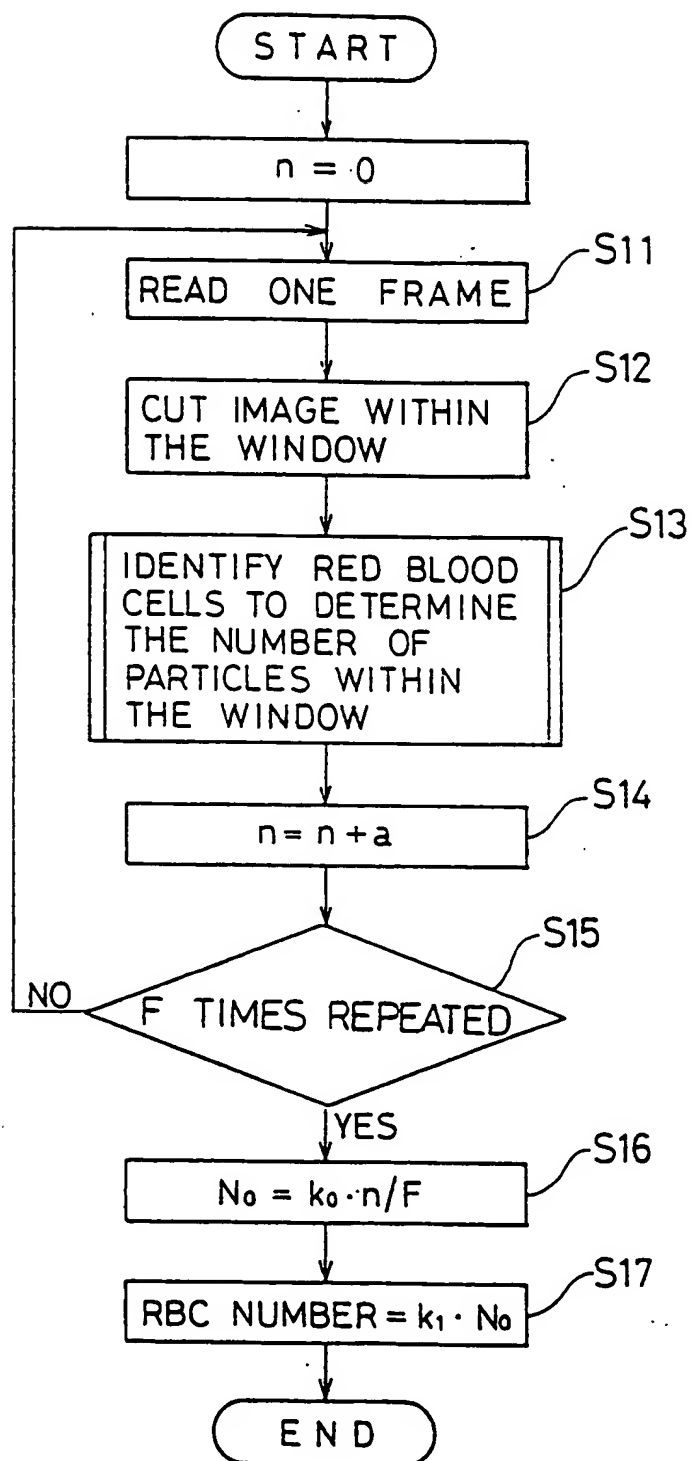 START
n = 0
S11
READ ONE FRAME
S12
CUT IMAGE WITHIN
THE WINDOW
S13
IDENTIFY RED BLOOD
CELLS TO DETERMINE
THE NUMBER OF
PARTICLES WITHIN
THE WINDOW
S14
n = n + a
S15
NO
F TIMES REPEATED
YES
S16
N₀ = k₀ · n/F
S17
RBC NUMBER = k₁ · N₀
END